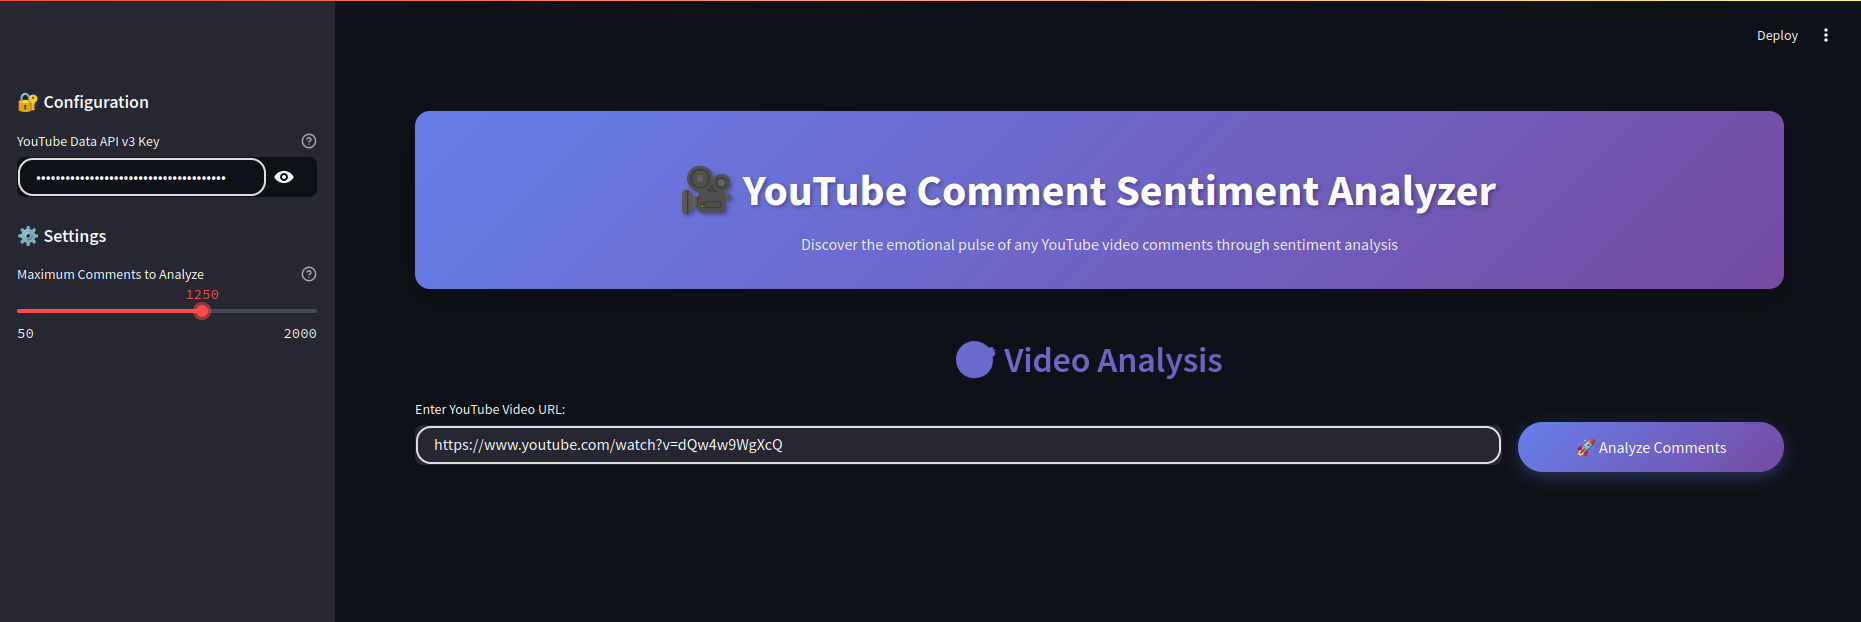 Deploy
🔐 Configuration
YouTube Data API v3 Key
••••••••••••••••••••••••••••••••••••••••
⚙️ Settings
Maximum Comments to Analyze
1250
50 2000
🎥 YouTube Comment Sentiment Analyzer
Discover the emotional pulse of any YouTube video comments through sentiment analysis
Video Analysis
Enter YouTube Video URL:
https://www.youtube.com/watch?v=dQw4w9WgXcQ
🚀 Analyze Comments